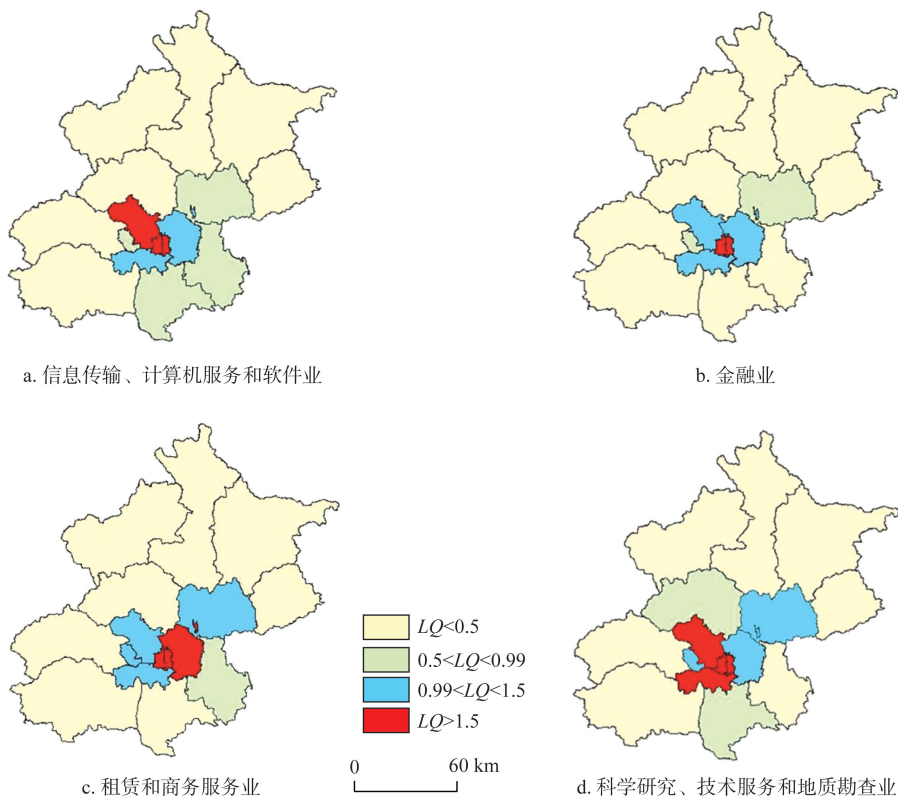 a. 信息传输、计算机服务和软件业
b. 金融业
LQ<0.5
0.5<LQ<0.99
0.99<LQ<1.5
LQ>1.5
0 60 km
c. 租赁和商务服务业
d. 科学研究、技术服务和地质勘查业